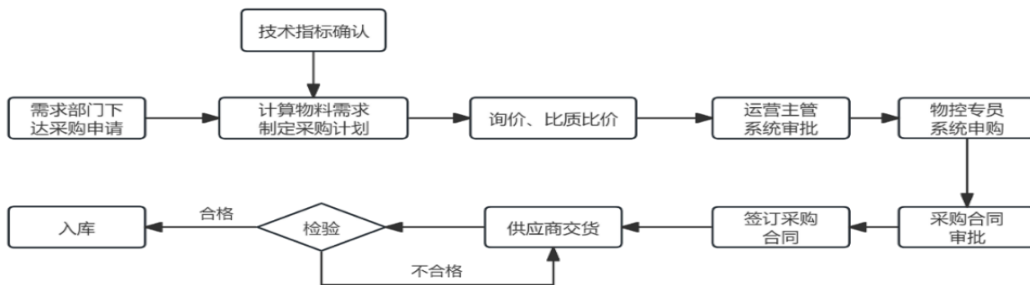 技术指标确认
需求部门下
达采购申请
计算物料需求
制定采购计划
询价、比质比价
运营主管
系统审批
物控专员
系统申购
入库
合格
检验
不合格
供应商交货
签订采购
合同
采购合同
审批